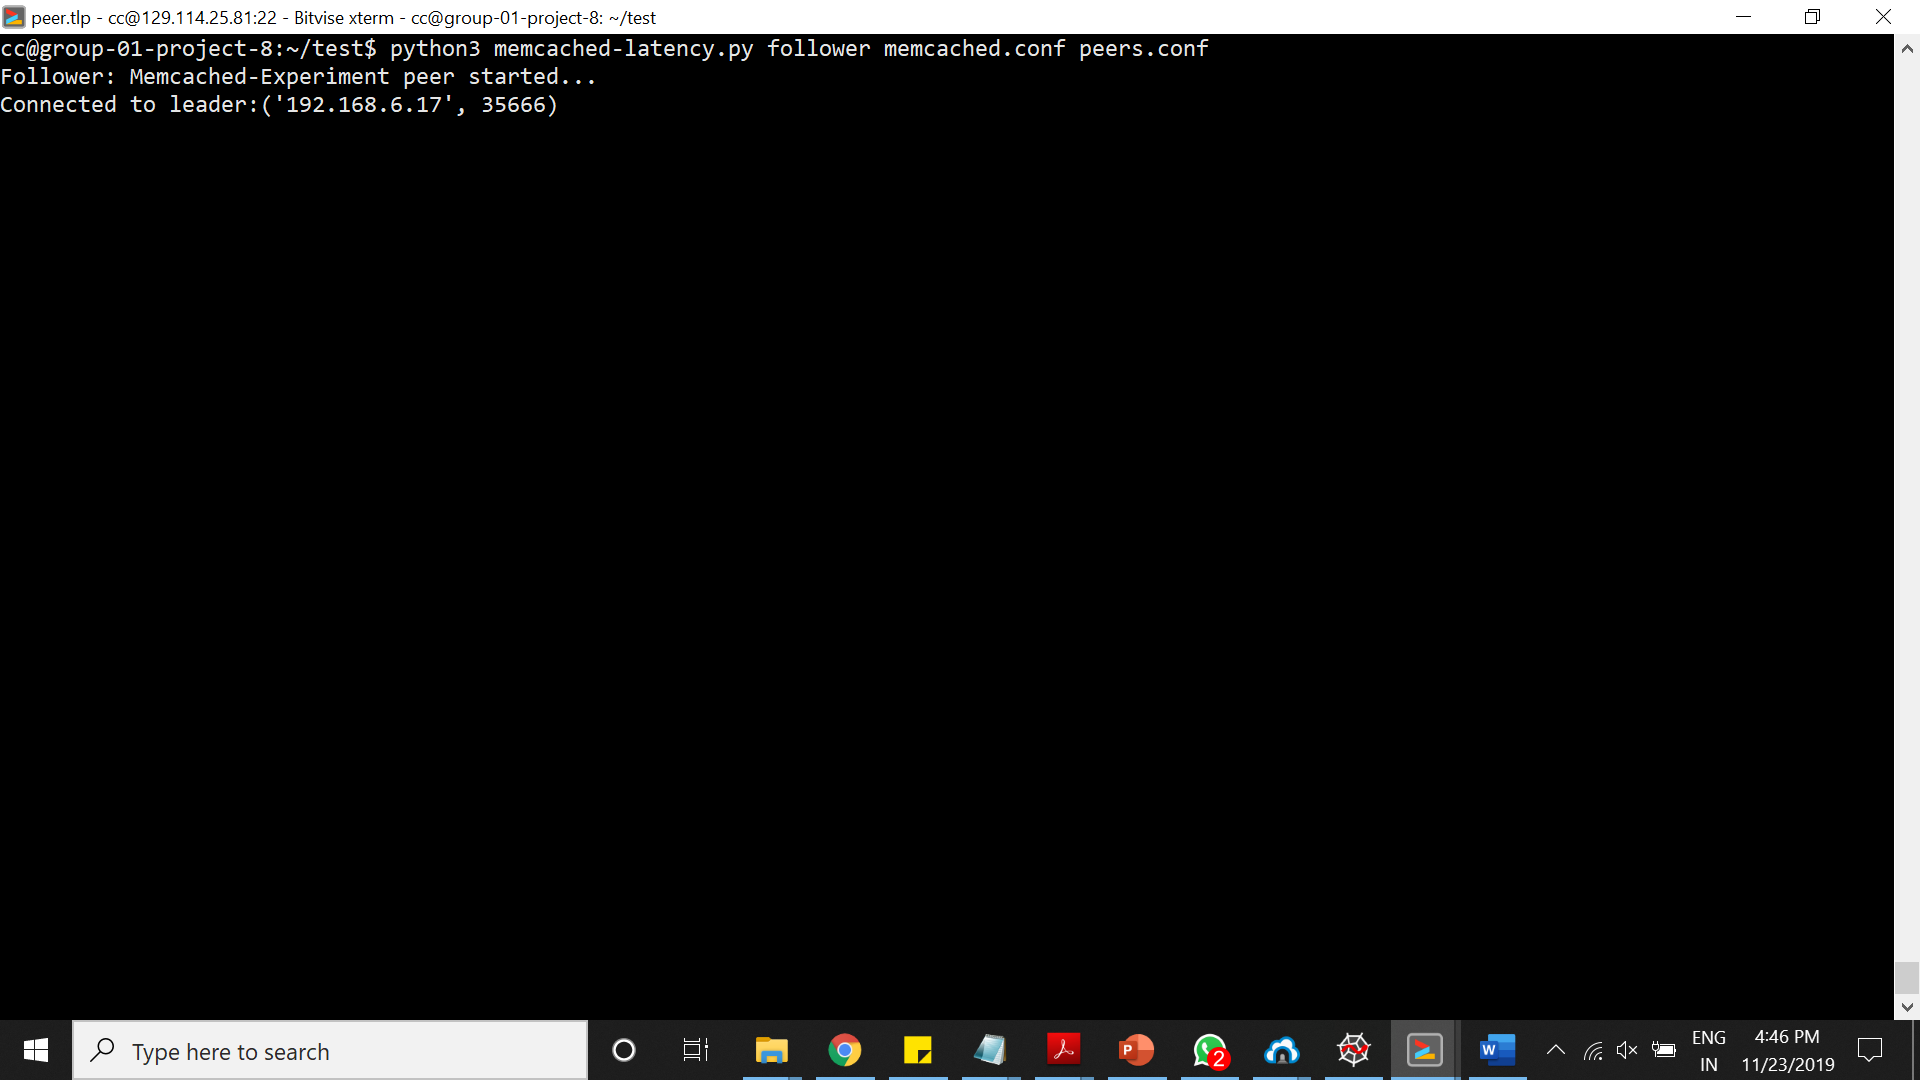 peer.tlp - cc@129.114.25.81:22 - Bitvise xterm - cc@group-01-project-8: ~/test
cc@group-01-project-8:~/test$ python3 memcached-latency.py follower memcached.conf peers.conf
Follower: Memcached-Experiment peer started...
Connected to leader:('192.168.6.17', 35666)
Type here to search
P
2
W
ENG
IN
4:46 PM
11/23/2019